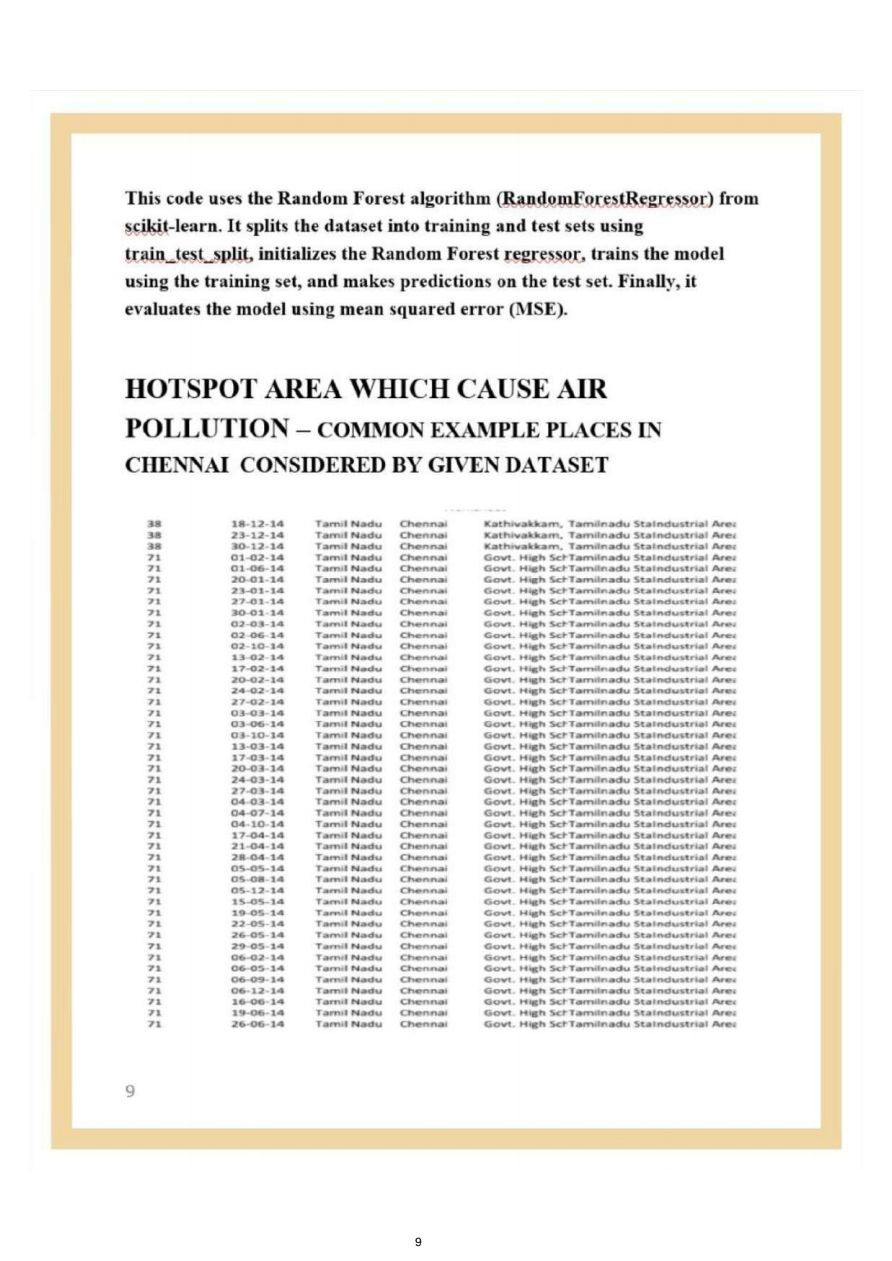 This code uses the Random Forest algorithm (RandomForestRegressor) from
scikit-learn. It splits the dataset into training and test sets using
train_test_split, initializes the Random Forest regressor, trains the model
using the training set, and makes predictions on the test set. Finally, it
evaluates the model using mean squared error (MSE).
HOTSPOT AREA WHICH CAUSE AIR
POLLUTION – COMMON EXAMPLE PLACES IN
CHENNAI CONSIDERED BY GIVEN DATASET
38 18-12-14 Tamil Nadu Chennai Kathivakkam, Tamilnadu StaIndustrial Area
38 23-12-14 Tamil Nadu Chennai Kathivakkam, Tamilnadu StaIndustrial Area
38 30-12-14 Tamil Nadu Chennai Kathivakkam, Tamilnadu StaIndustrial Area
71 01-02-14 Tamil Nadu Chennai Govt. High SchTamilnadu StaIndustrial Area
71 01-06-14 Tamil Nadu Chennai Govt. High SchTamilnadu StaIndustrial Area
71 20-01-14 Tamil Nadu Chennai Govt. High SchTamilnadu StaIndustrial Area
71 23-01-14 Tamil Nadu Chennai Govt. High SchTamilnadu StaIndustrial Area
71 27-01-14 Tamil Nadu Chennai Govt. High SchTamilnadu StaIndustrial Area
71 30-01-14 Tamil Nadu Chennai Govt. High SchTamilnadu StaIndustrial Area
71 02-03-14 Tamil Nadu Chennai Govt. High SchTamilnadu StaIndustrial Area
71 02-06-14 Tamil Nadu Chennai Govt. High SchTamilnadu StaIndustrial Area
71 02-10-14 Tamil Nadu Chennai Govt. High SchTamilnadu StaIndustrial Area
71 13-02-14 Tamil Nadu Chennai Govt. High SchTamilnadu StaIndustrial Area
71 17-02-14 Tamil Nadu Chennai Govt. High SchTamilnadu StaIndustrial Area
71 20-02-14 Tamil Nadu Chennai Govt. High SchTamilnadu StaIndustrial Area
71 24-02-14 Tamil Nadu Chennai Govt. High SchTamilnadu StaIndustrial Area
71 27-02-14 Tamil Nadu Chennai Govt. High SchTamilnadu StaIndustrial Area
71 03-03-14 Tamil Nadu Chennai Govt. High SchTamilnadu StaIndustrial Area
71 03-06-14 Tamil Nadu Chennai Govt. High SchTamilnadu StaIndustrial Area
71 03-10-14 Tamil Nadu Chennai Govt. High SchTamilnadu StaIndustrial Area
71 13-03-14 Tamil Nadu Chennai Govt. High SchTamilnadu StaIndustrial Area
71 17-03-14 Tamil Nadu Chennai Govt. High SchTamilnadu StaIndustrial Area
71 20-03-14 Tamil Nadu Chennai Govt. High SchTamilnadu StaIndustrial Area
71 24-03-14 Tamil Nadu Chennai Govt. High SchTamilnadu StaIndustrial Area
71 27-03-14 Tamil Nadu Chennai Govt. High SchTamilnadu StaIndustrial Area
71 04-03-14 Tamil Nadu Chennai Govt. High SchTamilnadu StaIndustrial Area
71 04-07-14 Tamil Nadu Chennai Govt. High SchTamilnadu StaIndustrial Area
71 04-10-14 Tamil Nadu Chennai Govt. High SchTamilnadu StaIndustrial Area
71 17-04-14 Tamil Nadu Chennai Govt. High SchTamilnadu StaIndustrial Area
71 21-04-14 Tamil Nadu Chennai Govt. High SchTamilnadu StaIndustrial Area
71 28-04-14 Tamil Nadu Chennai Govt. High SchTamilnadu StaIndustrial Area
71 05-05-14 Tamil Nadu Chennai Govt. High SchTamilnadu StaIndustrial Area
71 05-08-14 Tamil Nadu Chennai Govt. High SchTamilnadu StaIndustrial Area
71 05-12-14 Tamil Nadu Chennai Govt. High SchTamilnadu StaIndustrial Area
71 15-05-14 Tamil Nadu Chennai Govt. High SchTamilnadu StaIndustrial Area
71 19-05-14 Tamil Nadu Chennai Govt. High SchTamilnadu StaIndustrial Area
71 22-05-14 Tamil Nadu Chennai Govt. High SchTamilnadu StaIndustrial Area
71 26-05-14 Tamil Nadu Chennai Govt. High SchTamilnadu StaIndustrial Area
71 29-05-14 Tamil Nadu Chennai Govt. High SchTamilnadu StaIndustrial Area
71 06-02-14 Tamil Nadu Chennai Govt. High SchTamilnadu StaIndustrial Area
71 06-05-14 Tamil Nadu Chennai Govt. High SchTamilnadu StaIndustrial Area
71 06-09-14 Tamil Nadu Chennai Govt. High SchTamilnadu StaIndustrial Area
71 06-12-14 Tamil Nadu Chennai Govt. High SchTamilnadu StaIndustrial Area
71 16-06-14 Tamil Nadu Chennai Govt. High SchTamilnadu StaIndustrial Area
71 19-06-14 Tamil Nadu Chennai Govt. High SchTamilnadu StaIndustrial Area
71 26-06-14 Tamil Nadu Chennai Govt. High SchTamilnadu StaIndustrial Area
9
9